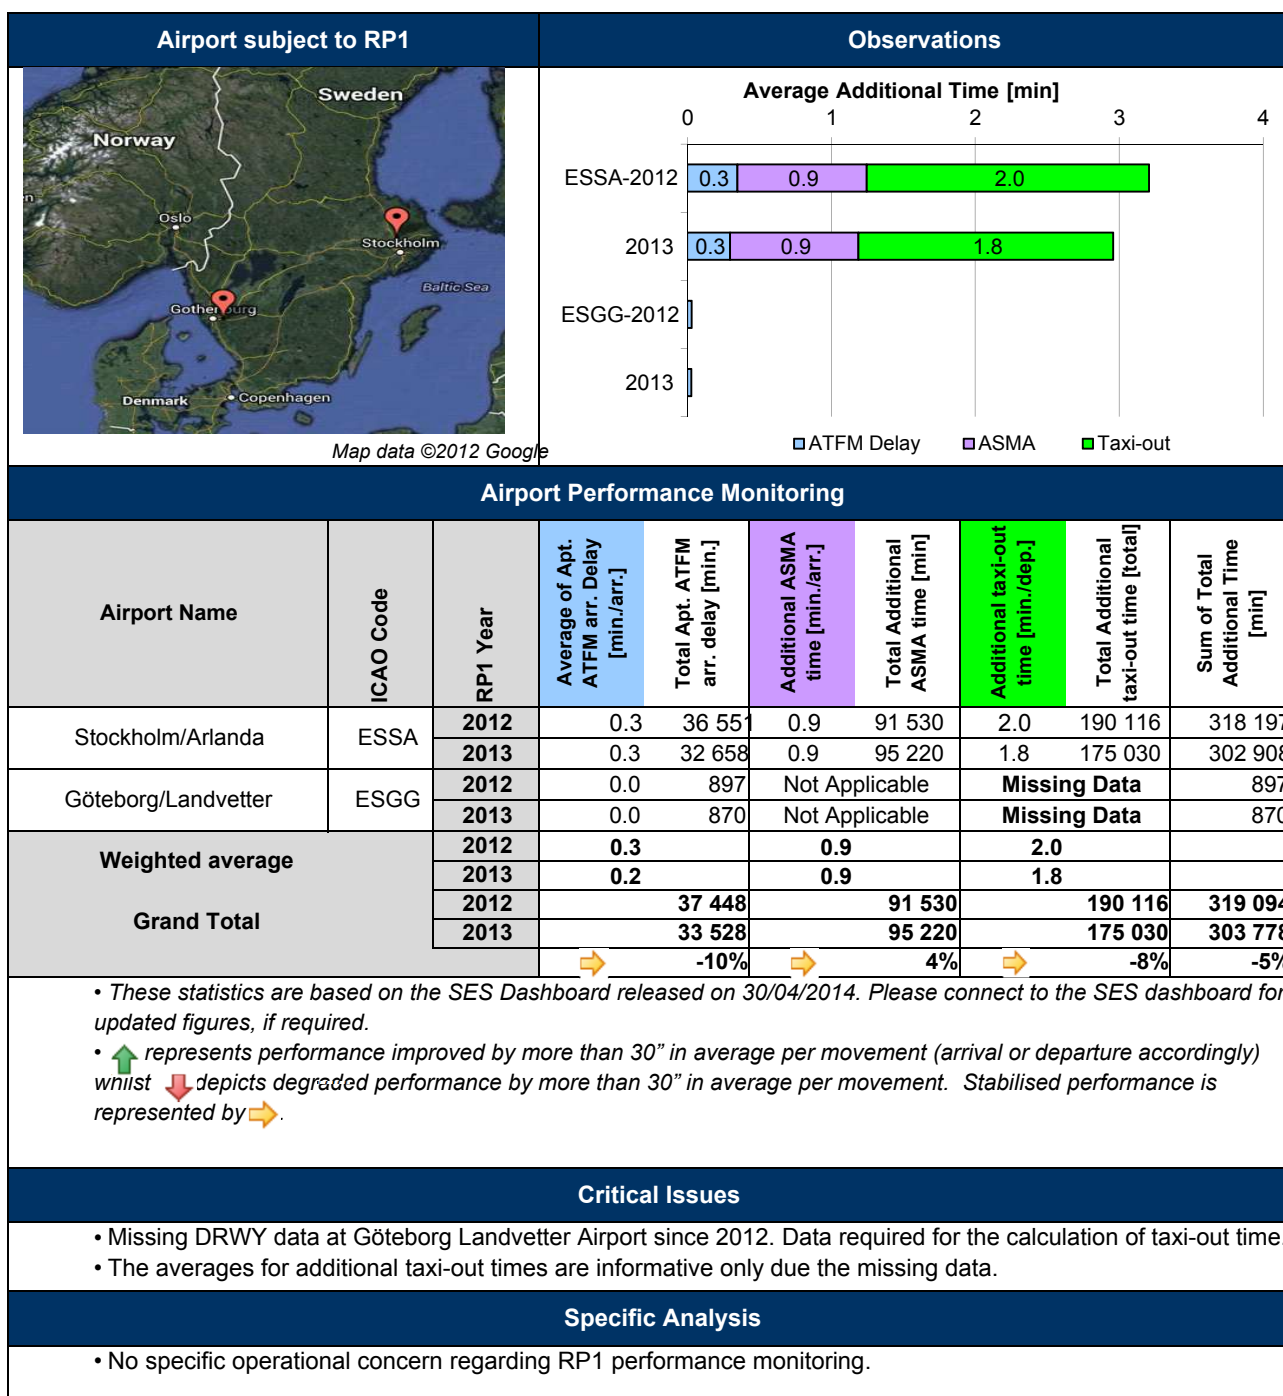 Airport subject to RP1
Observations
Sweden
Norway
Oslo
Stockholm
Baltic Sea
Gothenburg
Denmark
Copenhagen
Map data ©2012 Google
Average Additional Time [min]
0 1 2 3 4
ESSA-2012 0.3 0.9 2.0
2013 0.3 0.9 1.8
ESGG-2012
2013
ATFM Delay ASMA Taxi-out
Airport Performance Monitoring
Airport Name
ICAO Code
RP1 Year
Average of Apt.
ATFM arr. Delay
[min./arr.]
Total Apt. ATFM
arr. delay [min.]
Additional ASMA
time [min./arr.]
Total Additional
ASMA time [min]
Additional taxi-out
time [min./dep.]
Total Additional
taxi-out time [total]
Sum of Total
Additional Time
[min]
Stockholm/Arlanda ESSA
2012 0.3 36 551 0.9 91 530 2.0 190 116 318 197
2013 0.3 32 658 0.9 95 220 1.8 175 030 302 908
Göteborg/Landvetter ESGG
2012 0.0 897 Not Applicable Missing Data 897
2013 0.0 870 Not Applicable Missing Data 870
Weighted average
2012 0.3 0.9 2.0
2013 0.2 0.9 1.8
Grand Total
2012 37 448 91 530 190 116 319 094
2013 33 528 95 220 175 030 303 778
-10% 4% -8% -5%
• These statistics are based on the SES Dashboard released on 30/04/2014. Please connect to the SES dashboard for
updated figures, if required.
• represents performance improved by more than 30” in average per movement (arrival or departure accordingly)
whilst depicts degraded performance by more than 30” in average per movement. Stabilised performance is
represented by .
Critical Issues
• Missing DRWY data at Göteborg Landvetter Airport since 2012. Data required for the calculation of taxi-out time.
• The averages for additional taxi-out times are informative only due the missing data.
Specific Analysis
• No specific operational concern regarding RP1 performance monitoring.